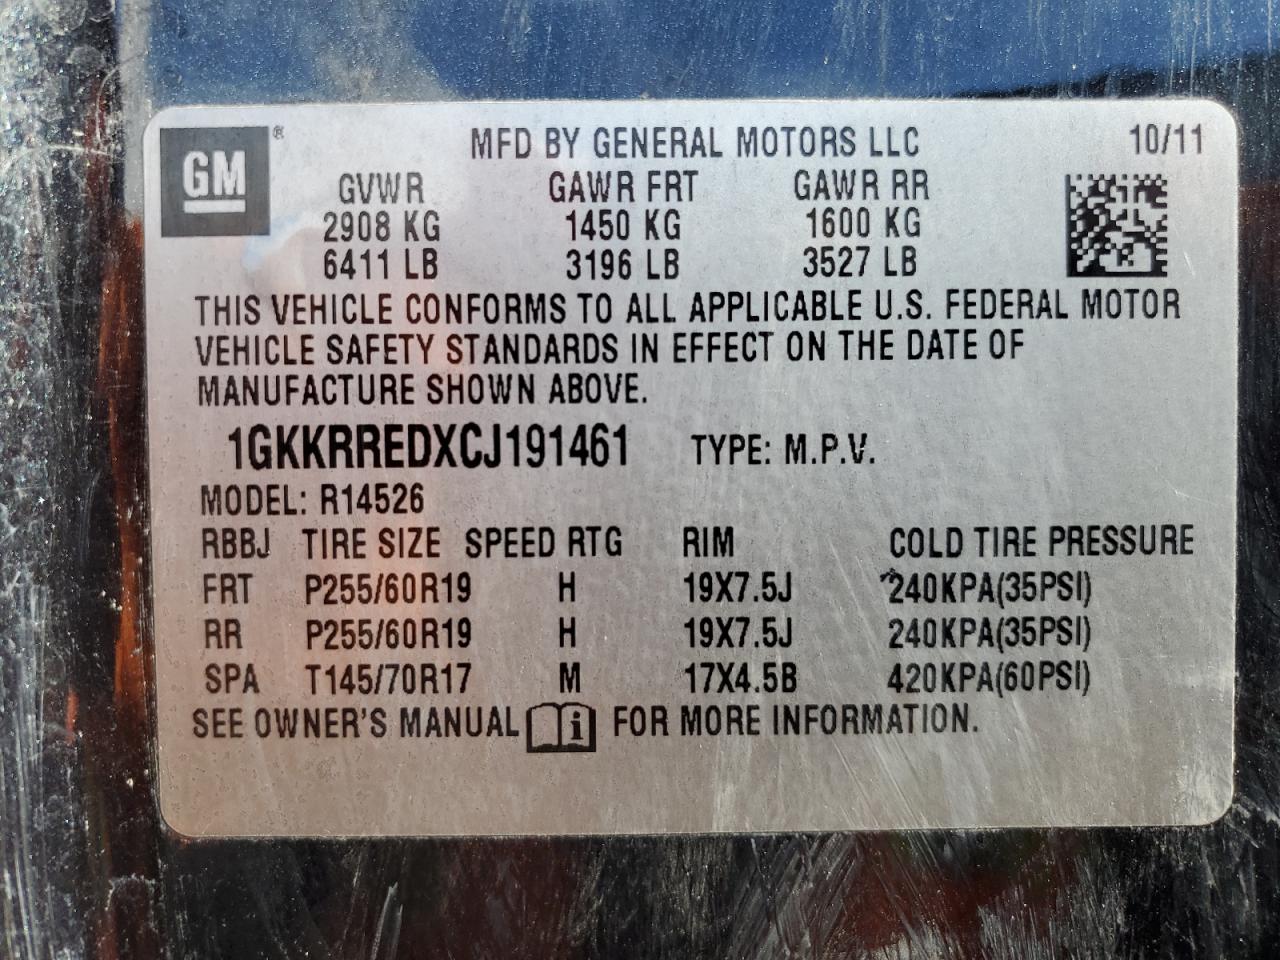 GM ® MFD BY GENERAL MOTORS LLC 10/11
GVWR GAWR FRT GAWR RR
2908 KG 1450 KG 1600 KG
6411 LB 3196 LB 3527 LB
THIS VEHICLE CONFORMS TO ALL APPLICABLE U.S. FEDERAL MOTOR
VEHICLE SAFETY STANDARDS IN EFFECT ON THE DATE OF
MANUFACTURE SHOWN ABOVE.
1GKKRREDXCJ191461 TYPE: M.P.V.
MODEL: R14526
RBBJ TIRE SIZE SPEED RTG RIM COLD TIRE PRESSURE
FRT P255/60R19 H 19X7.5J 240KPA(35PSI)
RR P255/60R19 H 19X7.5J 240KPA(35PSI)
SPA T145/70R17 M 17X4.5B 420KPA(60PSI)
SEE OWNER'S MANUAL i FOR MORE INFORMATION.